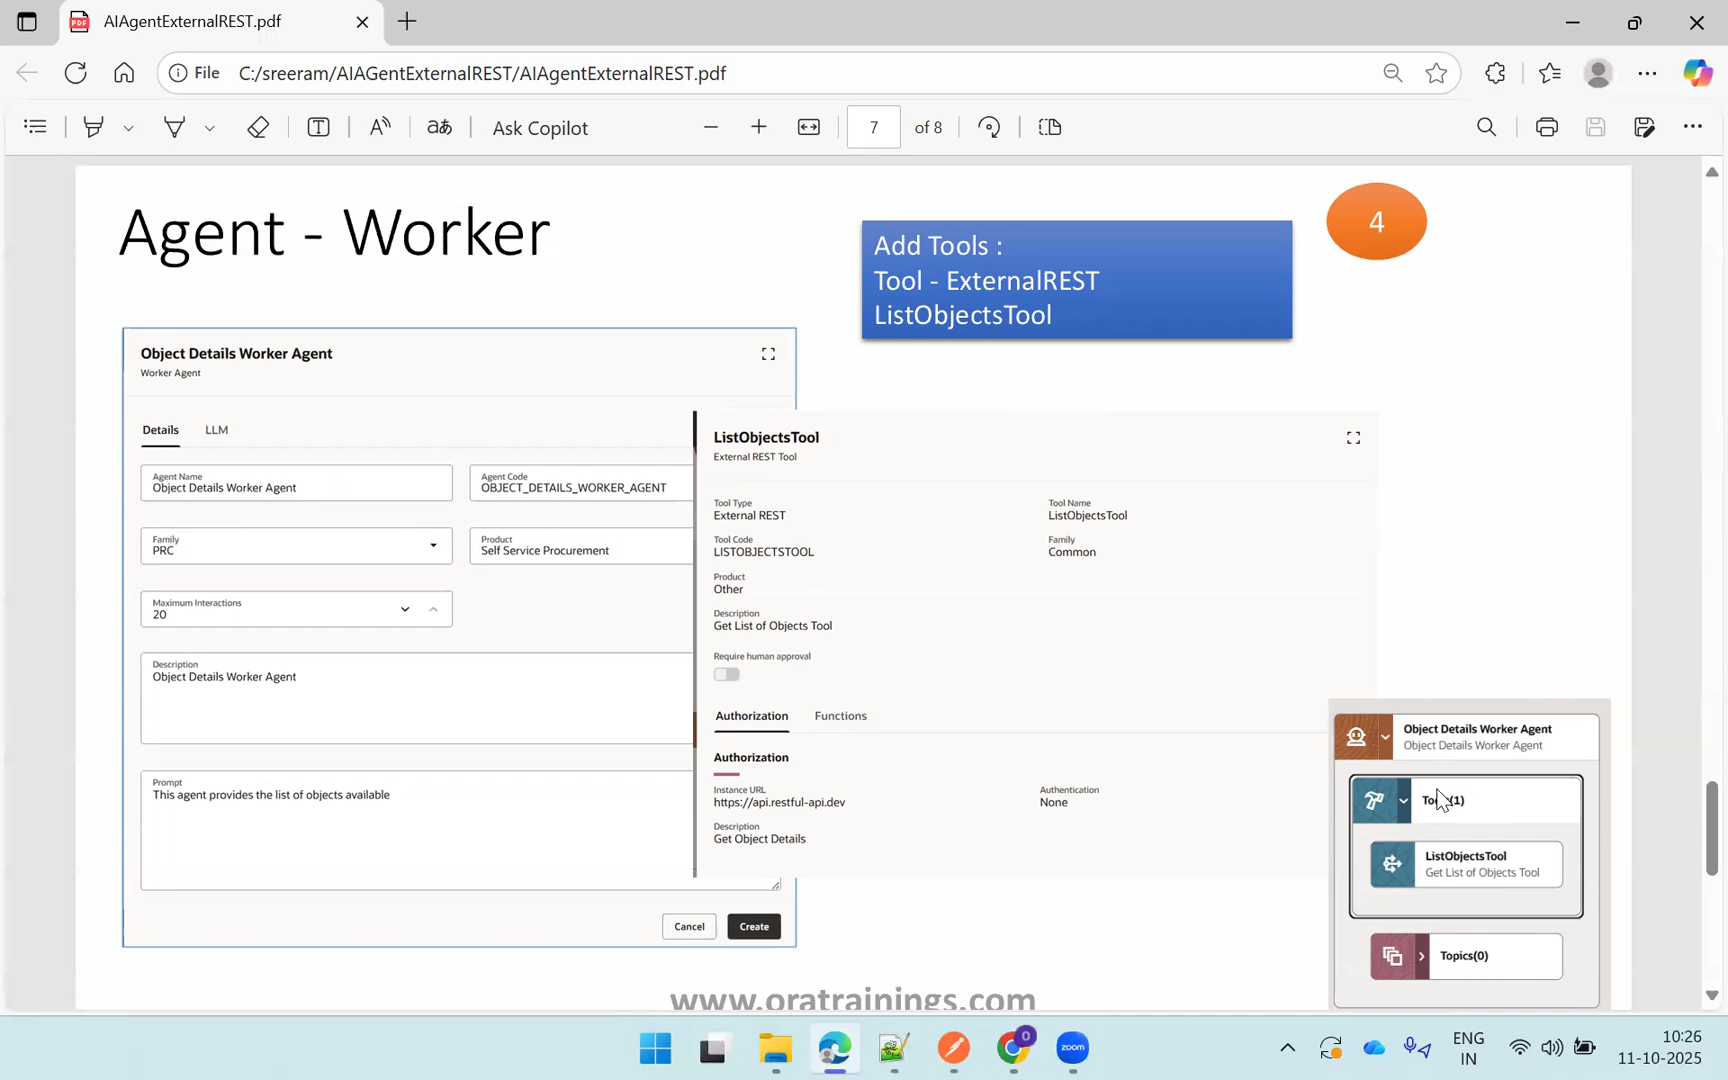 AIAgentExternalREST.pdf
File C:/sreeram/AIAGentExternalREST/AIAgentExternalREST.pdf
Ask Copilot
7 of 8
Agent - Worker
Add Tools :
Tool - ExternalREST
ListObjectsTool
4
Object Details Worker Agent
Worker Agent
Details LLM
Agent Name
Object Details Worker Agent
Agent Code
OBJECT_DETAILS_WORKER_AGENT
Family
PRC
Product
Self Service Procurement
Maximum Interactions
20
Description
Object Details Worker Agent
Prompt
This agent provides the list of objects available
Cancel Create
ListObjectsTool
External REST Tool
Tool Type
External REST
Tool Name
ListObjectsTool
Tool Code
LISTOBJECTSTOOL
Family
Common
Product
Other
Description
Get List of Objects Tool
Require human approval
Authorization Functions
Authorization
Instance URL
https://api.restful-api.dev
Authentication
None
Description
Get Object Details
Object Details Worker Agent
Object Details Worker Agent
ListObjectsTool
Get List of Objects Tool
Topics(0)
www.oratrainings.com
0
zoom
ENG
IN
10:26
11-10-2025